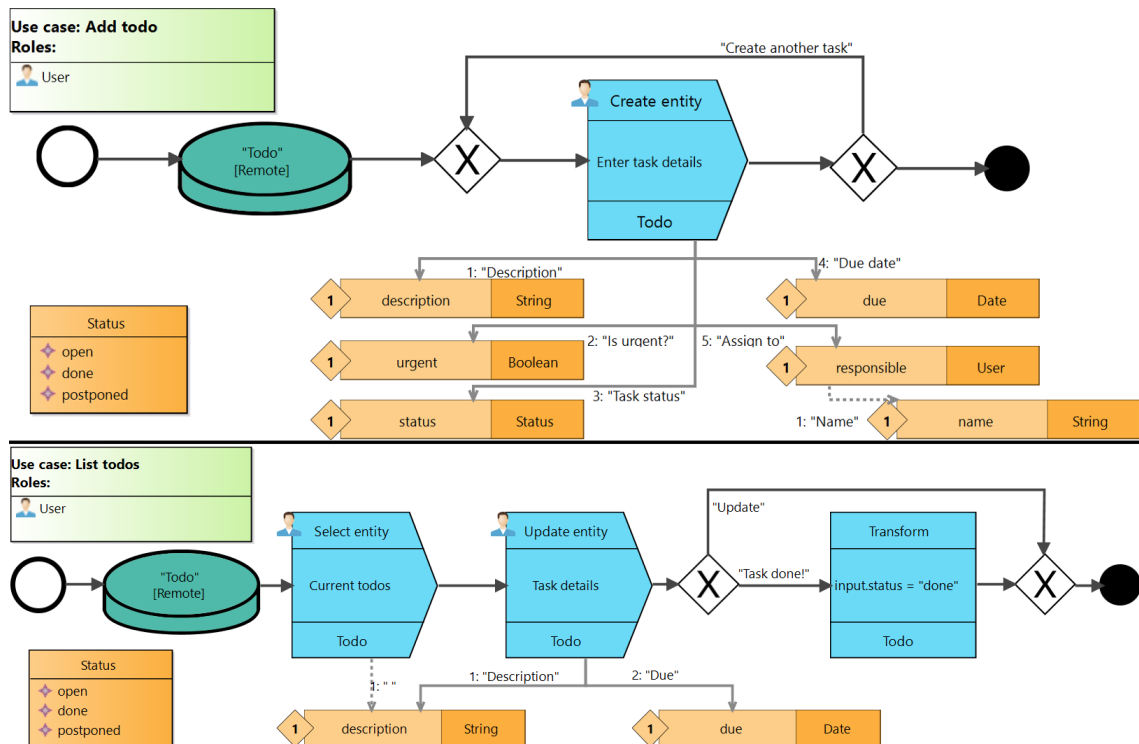 Use case: Add todo
Roles:
User
"Create another task"
"Todo"
[Remote]
X
Create entity
Enter task details
Todo
X
1: "Description"
4: "Due date"
1 description String
1 due Date
2: "Is urgent?"
5: "Assign to"
1 urgent Boolean
1 responsible User
3: "Task status"
1 status Status
1: "Name"
1 name String
Status
open
done
postponed
Use case: List todos
Roles:
User
"Todo"
[Remote]
Select entity
Current todos
Todo
Update entity
Task details
Todo
"Update"
X
"Task done!"
Transform
input.status = "done"
Todo
X
1: " "
1: "Description"
2: "Due"
1 description String
1 due Date
Status
open
done
postponed